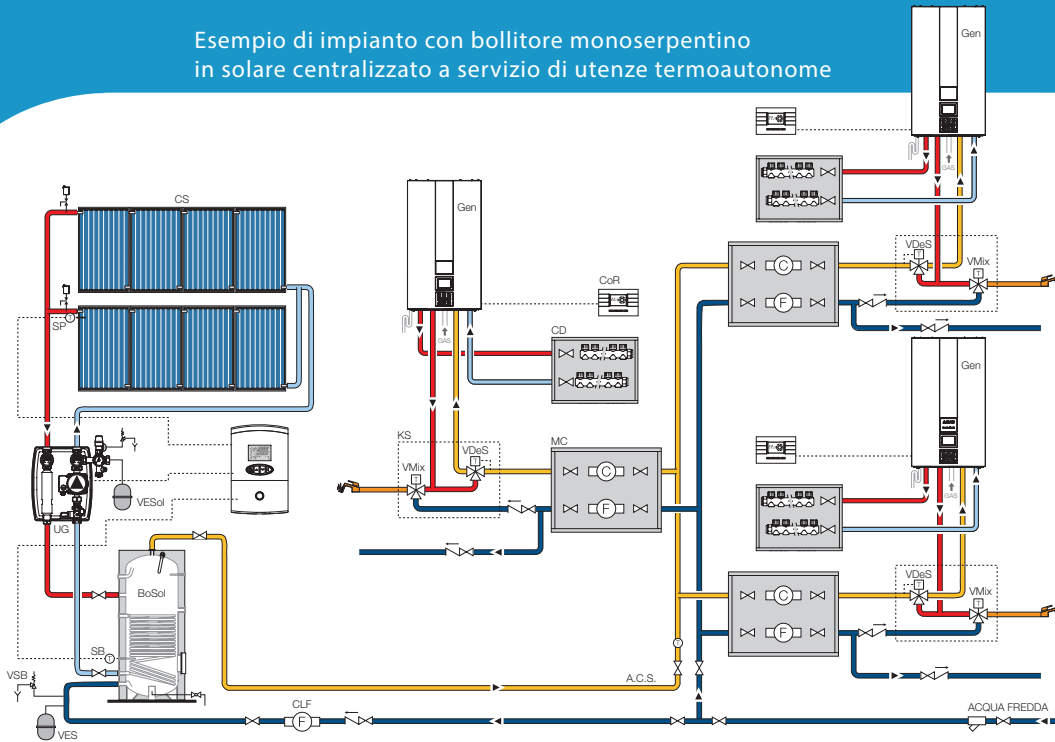 Esempio di impianto con bollitore monoserpentino
in solare centralizzato a servizio di utenze termoautonome
Gen
GAS
VDeS
T
VMix
T
C
F
CS
SP
T
Gen
GAS
CoR
CD
KS
VMix
T
VDeS
T
MC
C
F
Gen
GAS
VDeS
T
VMix
T
C
F
VESol
UG
BoSol
SB
T
VSB
VES
CLF
F
T
A.C.S.
ACQUA FREDDA